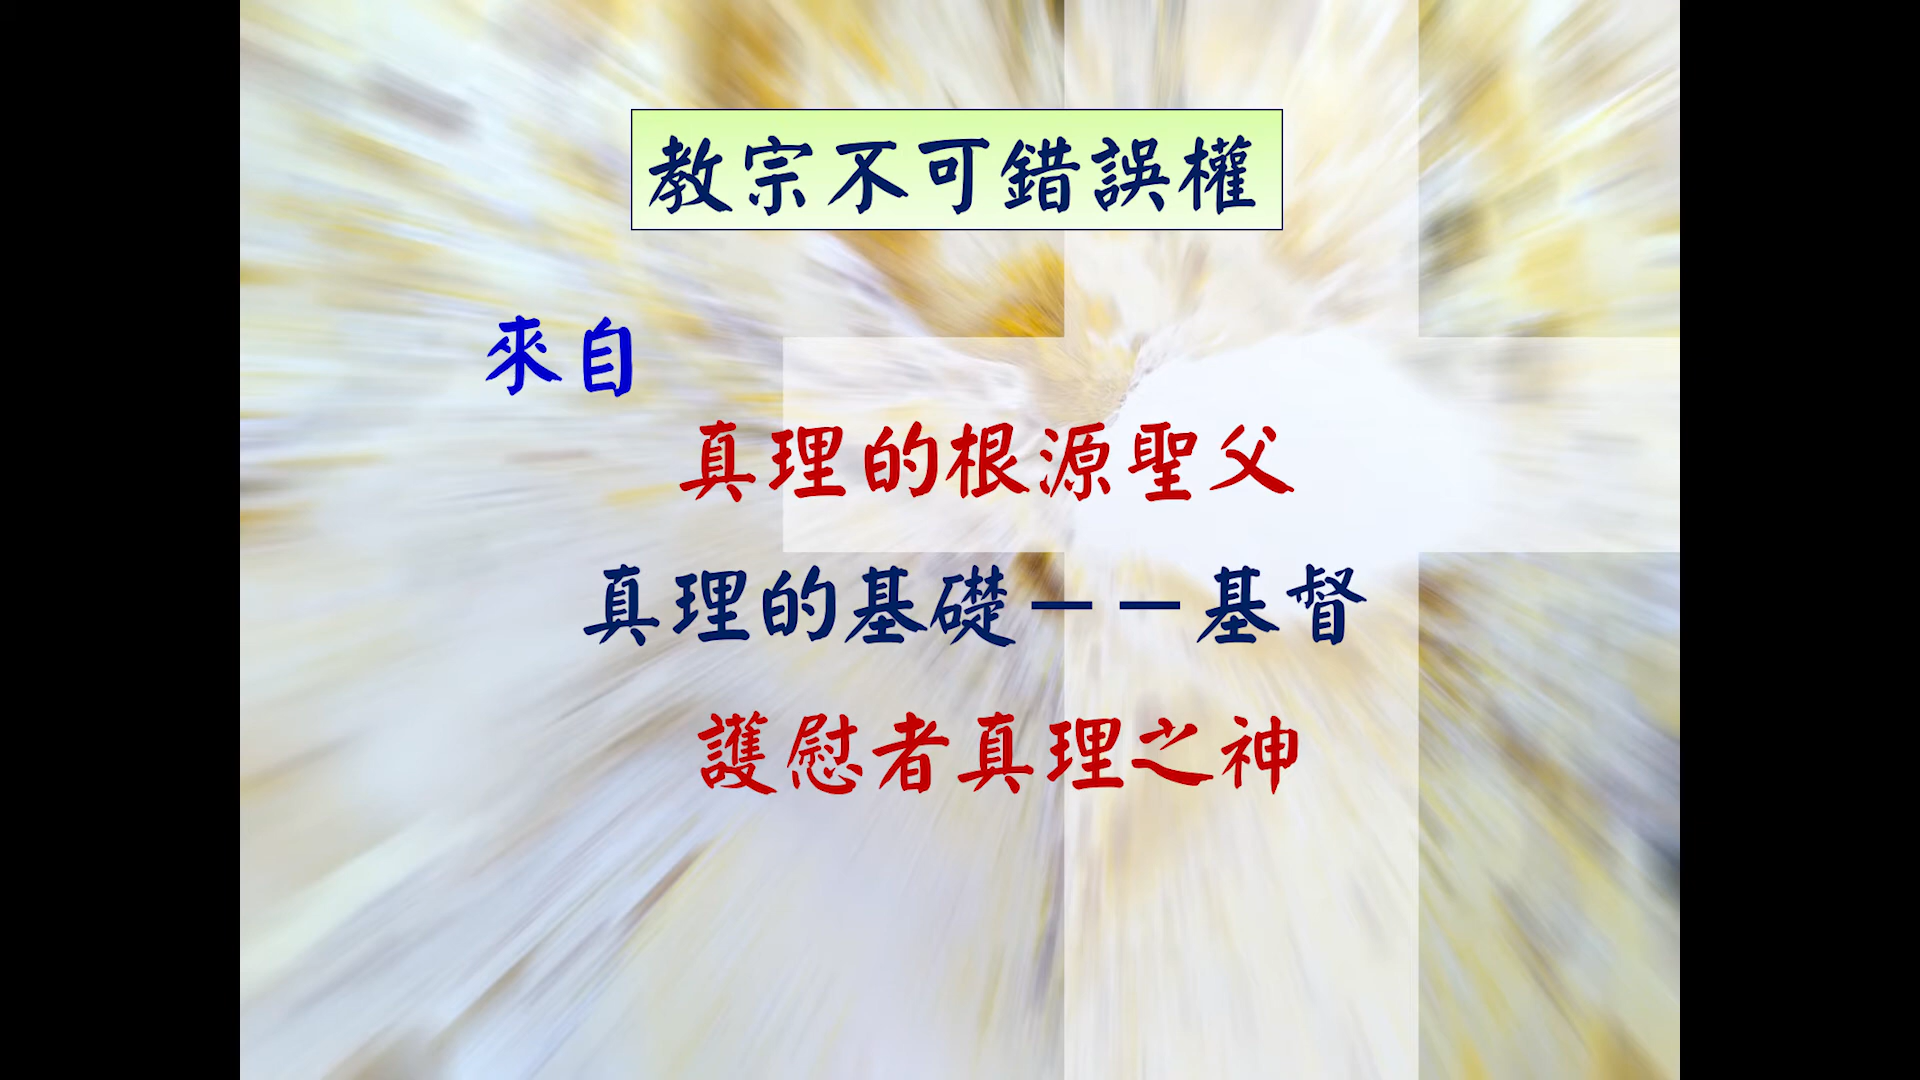 教宗不可錯誤權
來自
真理的根源聖父
真理的基礎－－基督
護慰者真理之神